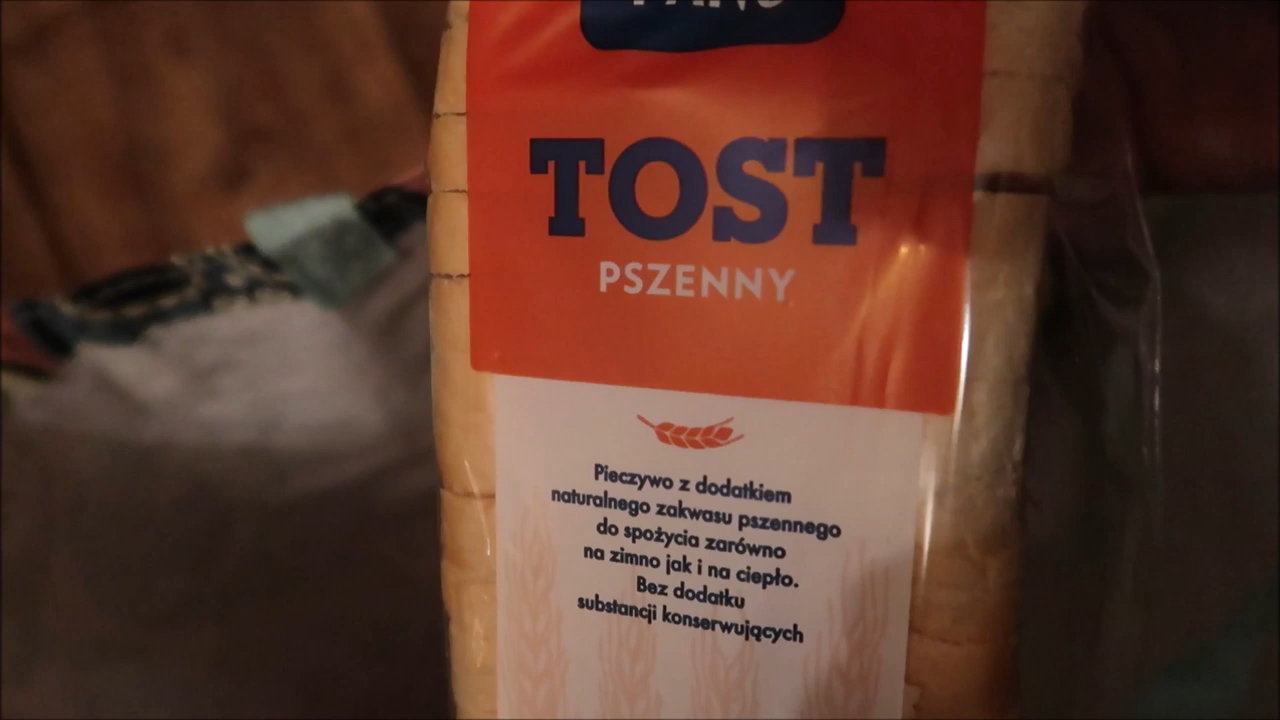 PANO
TOST
PSZENNY
Pieczywo z dodatkiem
naturalnego zakwasu pszennego
do spożycia zarówno
na zimno jak i na ciepło.
Bez dodatku
substancji konserwujących